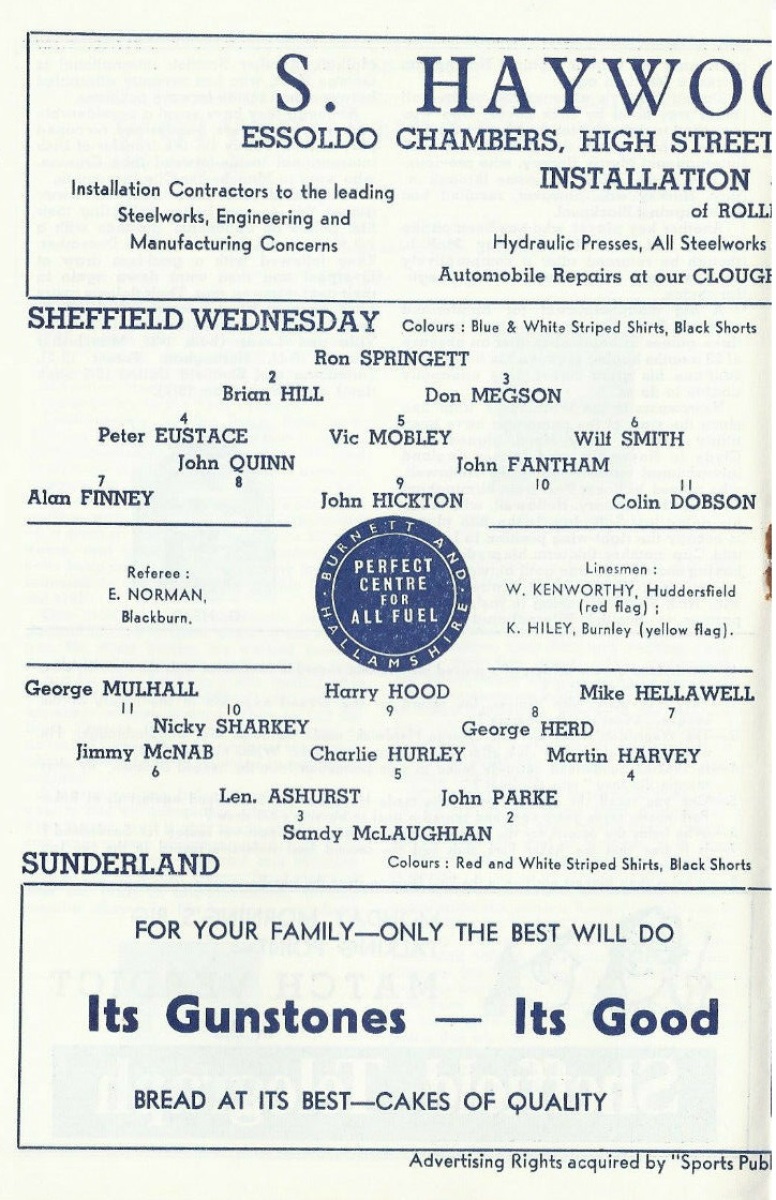 S. HAYWO
ESSOLDO CHAMBERS, HIGH STREET
Installation Contractors to the leading
Steelworks, Engineering and
Manufacturing Concerns
INSTALLATION
of ROLL
Hydraulic Presses, All Steelworks
Automobile Repairs at our CLOUGH
SHEFFIELD WEDNESDAY Colours : Blue & White Striped Shirts, Black Shorts
Ron SPRINGETT
2 3
Brian HILL Don MEGSON
4 5 6
Peter EUSTACE Vic MOBLEY Wilf SMITH
John QUINN John FANTHAM
7 8 9 10 11
Alan FINNEY John HICKTON Colin DOBSON
Referee :
E. NORMAN,
Blackburn.
BURNETT AND
PERFECT
CENTRE
FOR
ALL FUEL
HALLAMSHIRE
Linesmen :
W. KENWORTHY, Huddersfield
(red flag) ;
K. HILEY, Burnley (yellow flag).
George MULHALL Harry HOOD Mike HELLAWELL
11 10 9 8 7
Nicky SHARKEY George HERD
Jimmy McNAB Charlie HURLEY Martin HARVEY
6 5 4
Len. ASHURST John PARKE
3 2
Sandy McLAUGHLAN
SUNDERLAND Colours : Red and White Striped Shirts, Black Shorts
FOR YOUR FAMILY—ONLY THE BEST WILL DO
Its Gunstones — Its Good
BREAD AT ITS BEST—CAKES OF QUALITY
Advertising Rights acquired by "Sports Publ